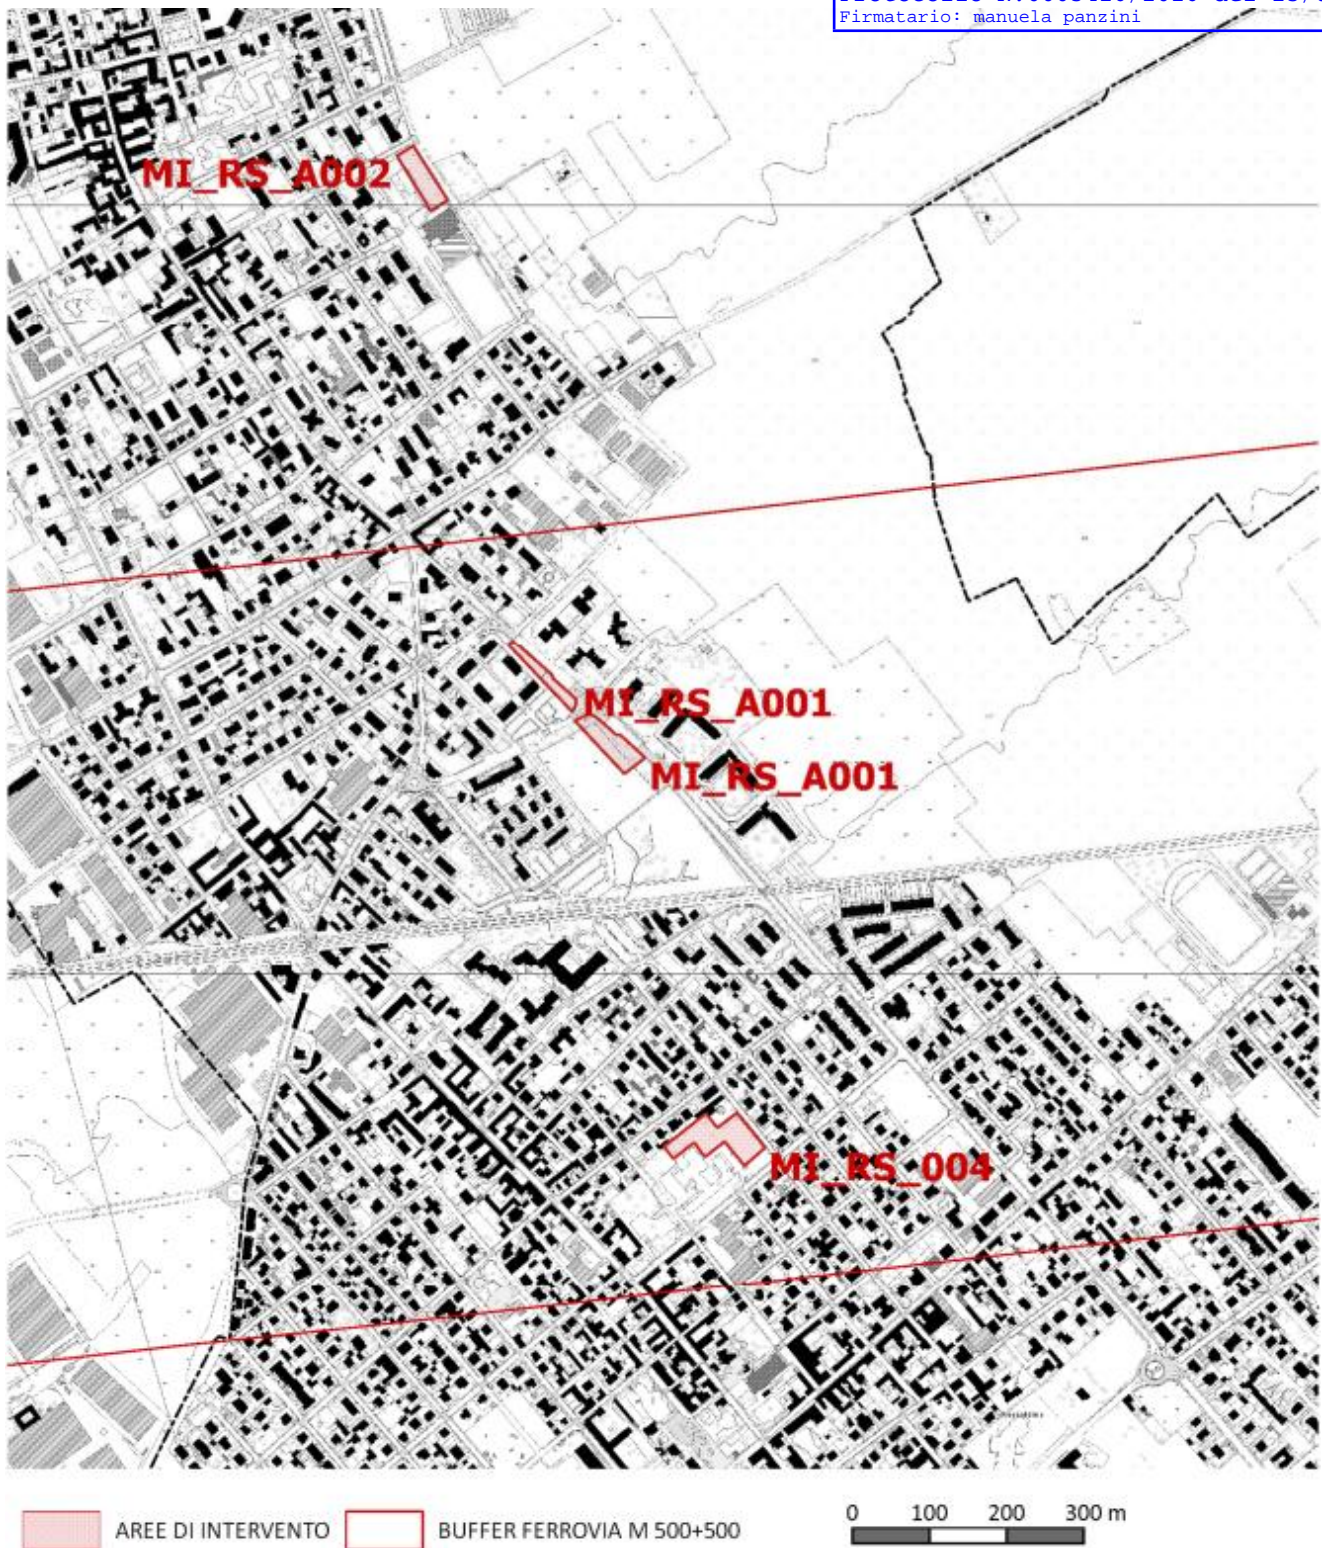 Firmatario: manuela panzini
MI_RS_A002
MI_RS_A001
MI_RS_A001
MI_RS_004
AREE DI INTERVENTO
BUFFER FERROVIA M 500+500
0 100 200 300 m